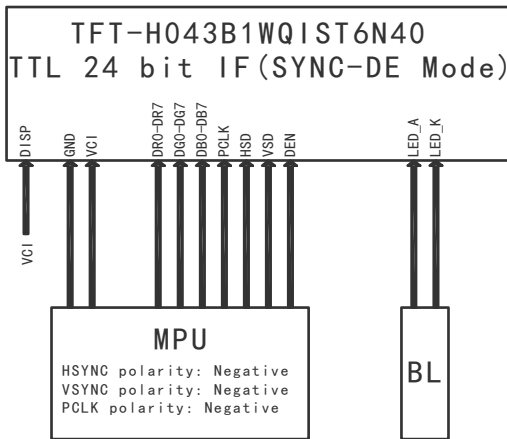 TFT-H043B1WQIST6N40
TTL 24 bit IF(SYNC-DE Mode)
DISP
GND
VCI
DR0-DR7
DG0-DG7
DB0-DB7
PCLK
HSD
VSD
DEN
LED_A
LED_K
VCI
MPU
HSYNC polarity: Negative
VSYNC polarity: Negative
PCLK polarity: Negative
BL